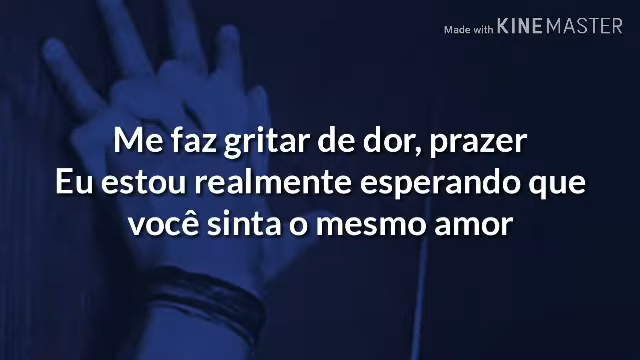 Made with KINEMASTER
Me faz gritar de dor, prazer
Eu estou realmente esperando que
você sinta o mesmo amor